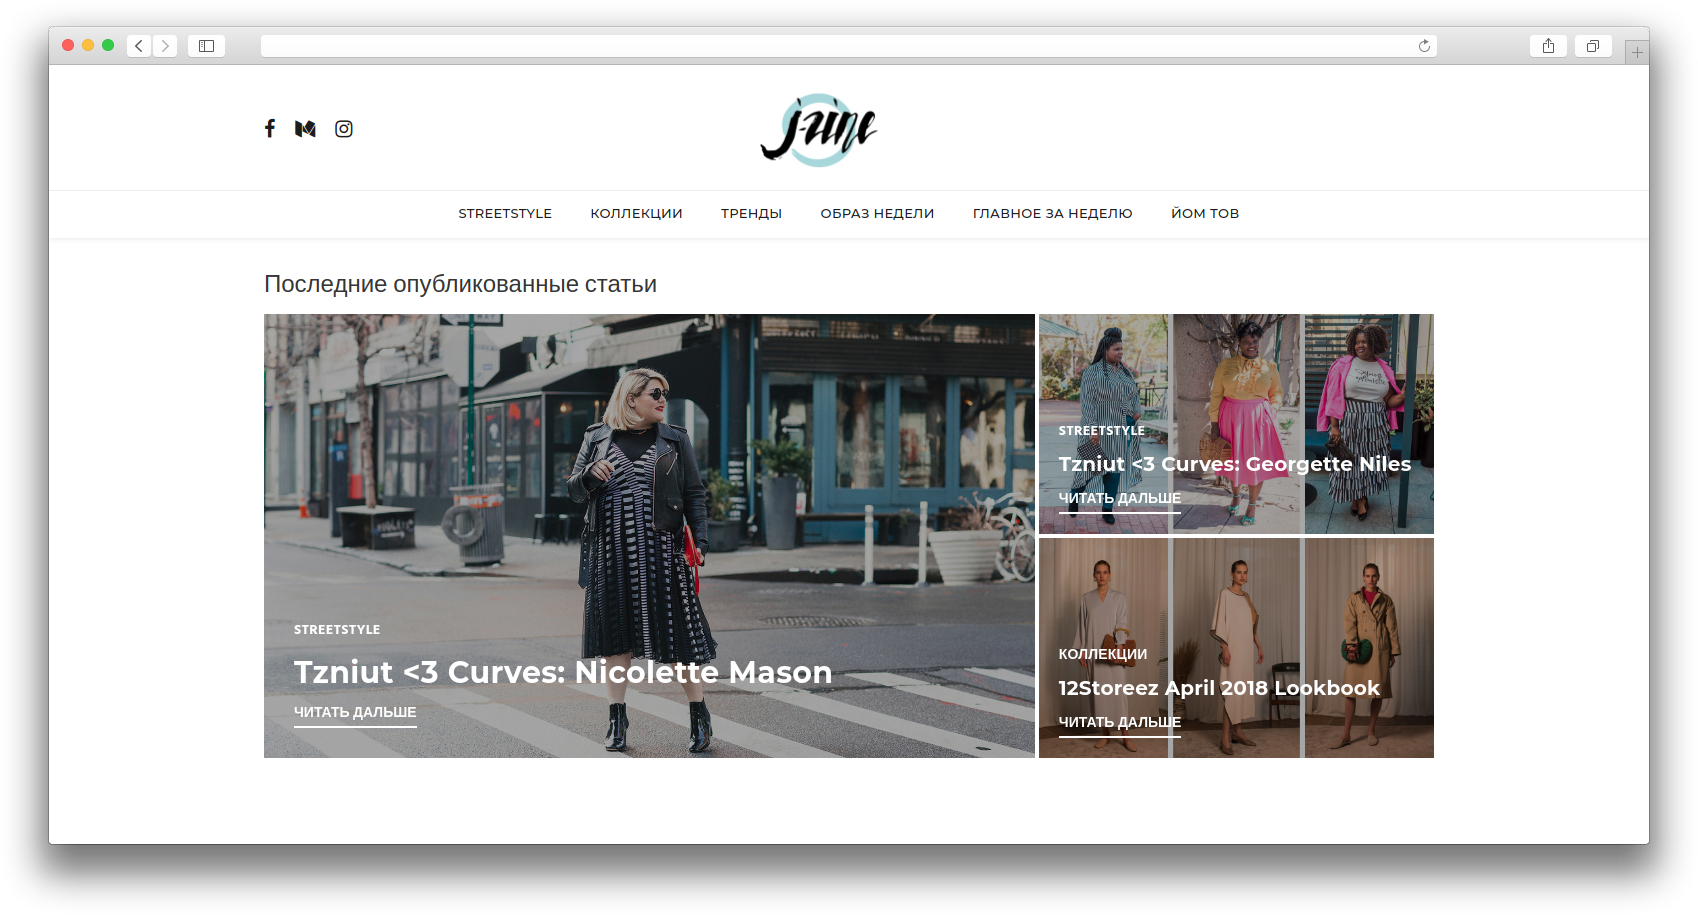 j-zine
STREETSTYLE КОЛЛЕКЦИИ ТРЕНДЫ ОБРАЗ НЕДЕЛИ ГЛАВНОЕ ЗА НЕДЕЛЮ ЙОМ ТОВ
Последние опубликованные статьи
STREETSTYLE
Tzniut <3 Curves: Nicolette Mason
ЧИТАТЬ ДАЛЬШЕ
STREETSTYLE
Tzniut <3 Curves: Georgette Niles
ЧИТАТЬ ДАЛЬШЕ
КОЛЛЕКЦИИ
12Storeez April 2018 Lookbook
ЧИТАТЬ ДАЛЬШЕ